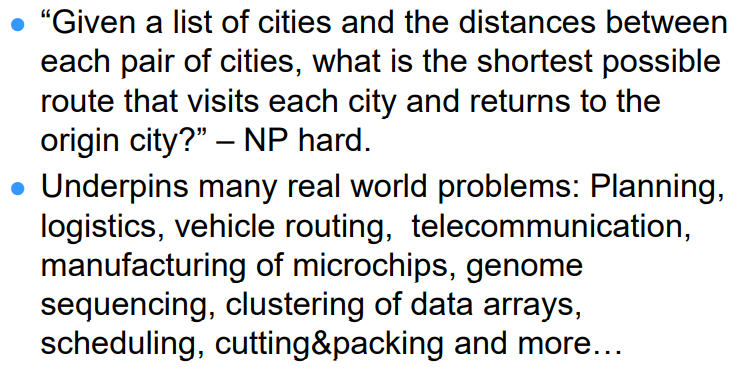 ● “Given a list of cities and the distances between
each pair of cities, what is the shortest possible
route that visits each city and returns to the
origin city?” – NP hard.
● Underpins many real world problems: Planning,
logistics, vehicle routing,  telecommunication,
manufacturing of microchips, genome
sequencing, clustering of data arrays,
scheduling, cutting&packing and more…